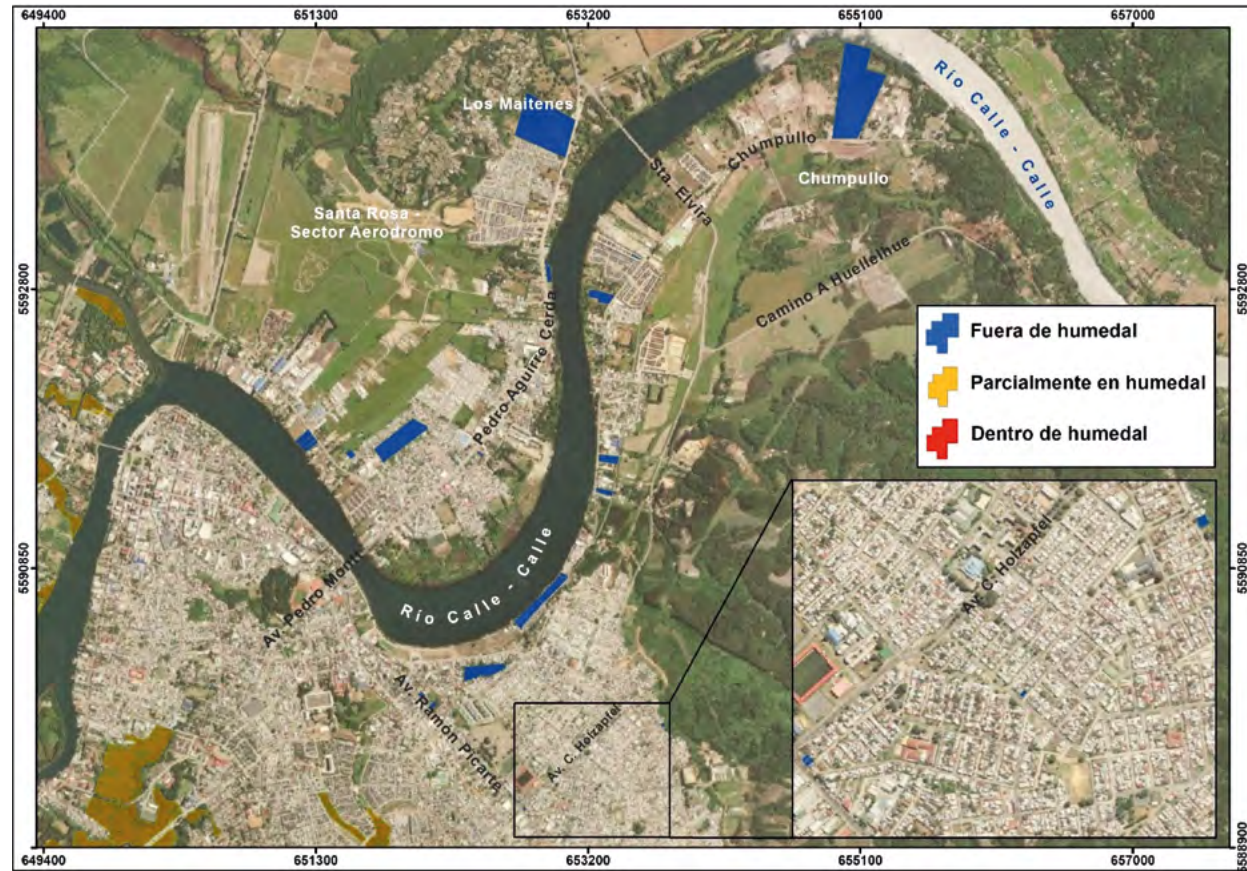 649400
651300
653200
655100
657000
Río Calle - Calle
Los Maitenes
Chumpullo
Sta. Elvira
Chumpullo
Santa Rosa -
Sector Aerodromo
Camino A Huellelhue
5592800
5592800
Pedro Aguirre Cerda
Fuera de humedal
Parcialmente en humedal
Dentro de humedal
5590850
5590850
Av. Pedro Montt
Río Calle - Calle
Av. C. Holzapfel
Av. Ramón Picarte
Av. C. Holzapfel
5588900
649400
651300
653200
655100
657000